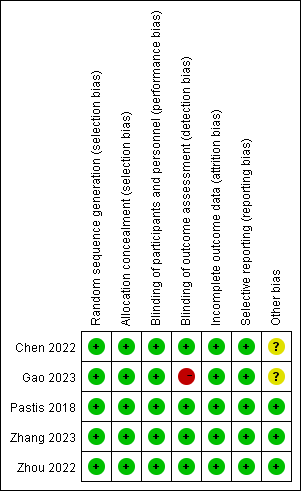 Random sequence generation (selection bias)
Allocation concealment (selection bias)
Blinding of participants and personnel (performance bias)
Blinding of outcome assessment (detection bias)
Incomplete outcome data (attrition bias)
Selective reporting (reporting bias)
Other bias
Chen 2022 + + + + + + ?
Gao 2023 + + + + + ?
Pastis 2018 + + + + + + +
Zhang 2023 + + + + + + +
Zhou 2022 + + + + + + +